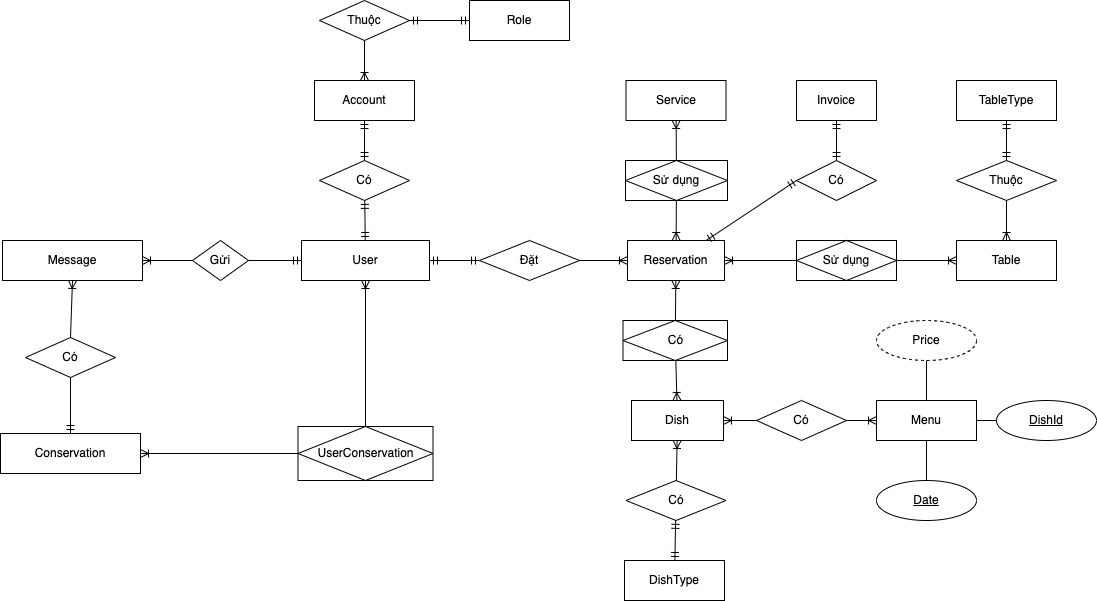 Thuộc
Role
Account
Service
Invoice
TableType
Có
Sử dụng
Có
Thuộc
Message
Gửi
User
Đặt
Reservation
Sử dụng
Table
Có
Có
Price
Dish
Có
Menu
DishId
Conservation
UserConservation
Có
Date
DishType